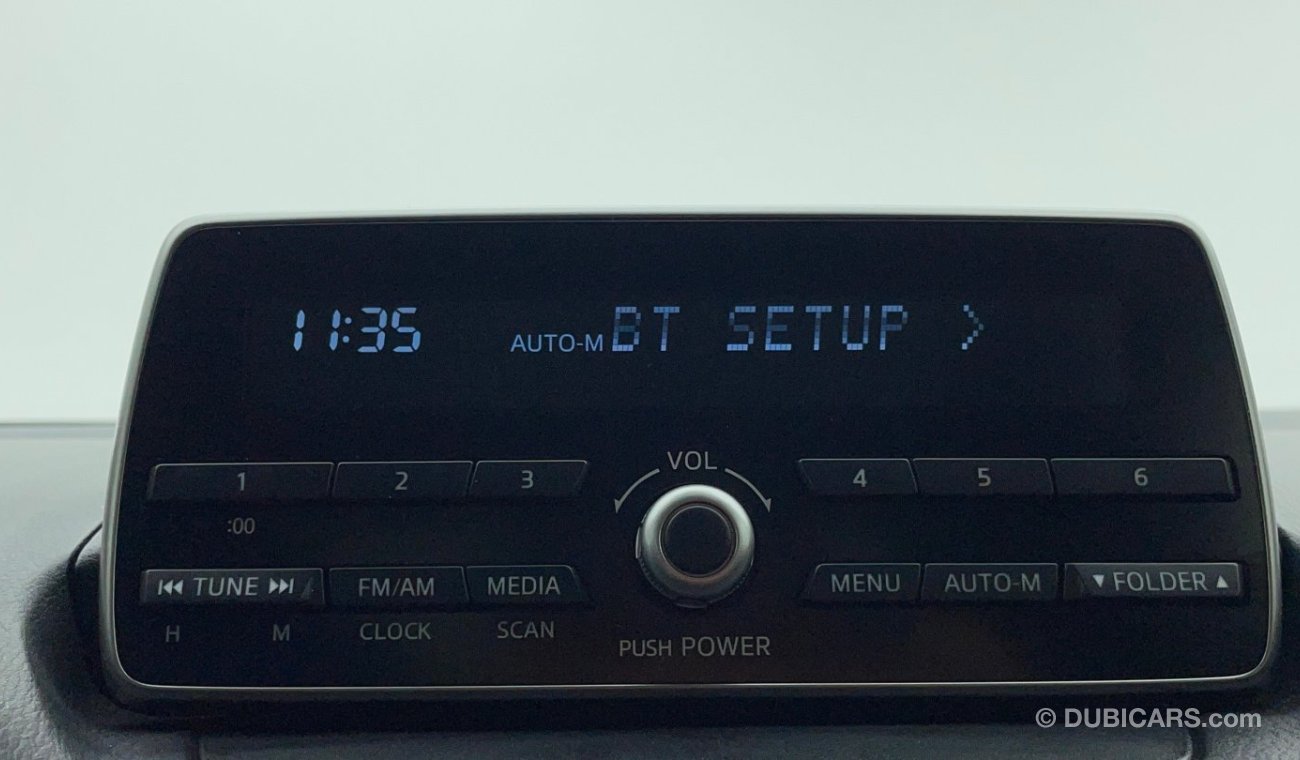 11:35 AUTO-M BT SETUP >
VOL
1 2 3 4 5 6
:00
⏮ TUNE ⏭ FM/AM MEDIA MENU AUTO-M ▼ FOLDER ▲
H M CLOCK SCAN
PUSH POWER
© DUBICARS.com